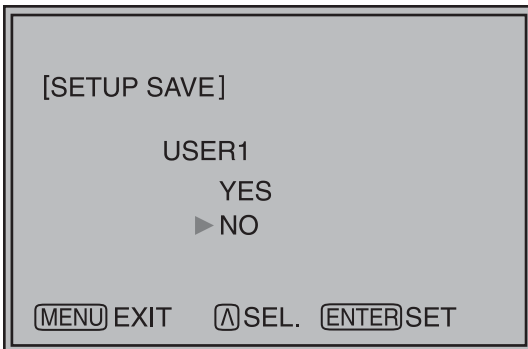 [SETUP SAVE]
USER1
YES
▶ NO
MENU EXIT Λ SEL. ENTER SET